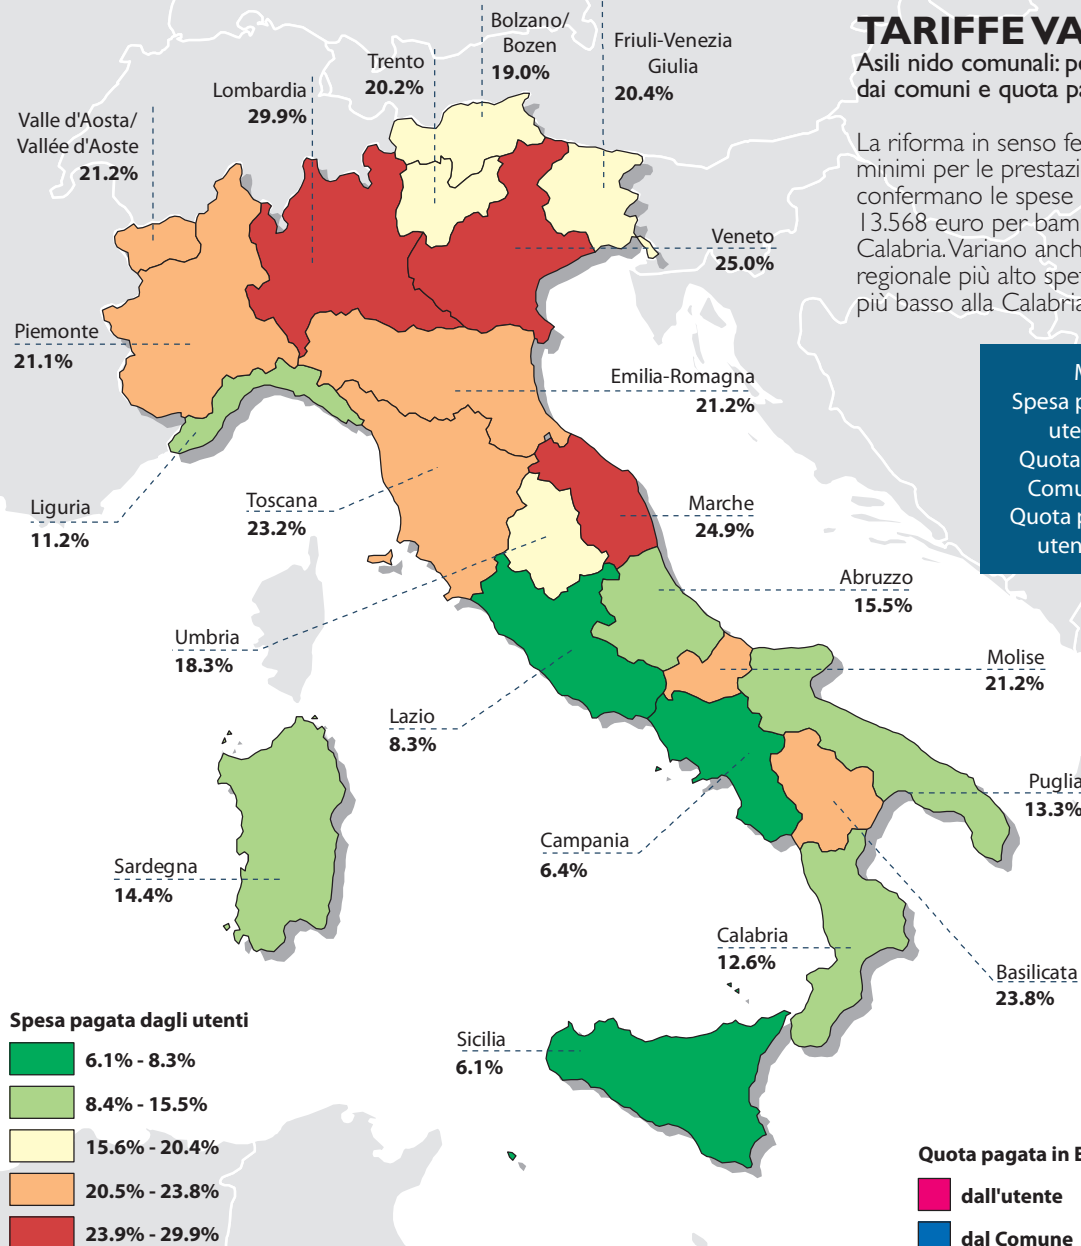 TARIFFE VA
Asili nido comunali:
dai comuni e quota
La riforma in senso
minimi per le
confermano le spese
13.568 euro per
Calabria. Variano
regionale più alto
più basso alla
Bolzano/
Bozen
19.0%
Friuli-Venezia
Giulia
20.4%
Trento
20.2%
Lombardia
29.9%
Valle d'Aosta/
Vallée d'Aoste
21.2%
Veneto
25.0%
Piemonte
21.1%
Emilia-Romagna
21.2%
Spesa
Quota
Quota
Liguria
11.2%
Toscana
23.2%
Marche
24.9%
Abruzzo
15.5%
Umbria
18.3%
Molise
21.2%
Lazio
8.3%
Puglia
13.3%
Campania
6.4%
Sardegna
14.4%
Calabria
12.6%
Basilicata
23.8%
Sicilia
6.1%
Spesa pagata dagli utenti
6.1% - 8.3%
8.4% - 15.5%
15.6% - 20.4%
20.5% - 23.8%
23.9% - 29.9%
Quota pagata in
dall'utente
dal Comune